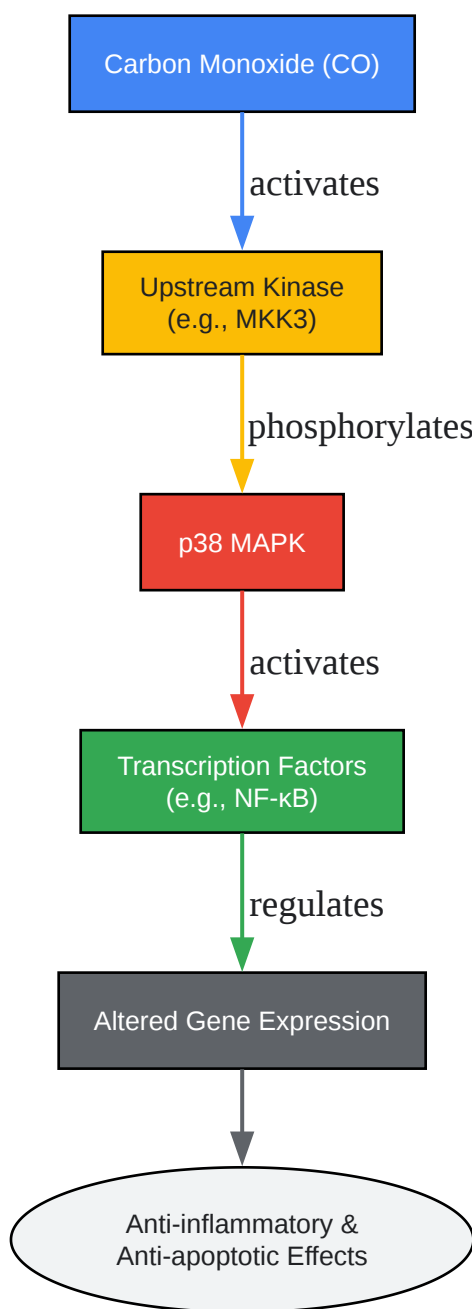 Carbon Monoxide (CO)
activates
Upstream Kinase
(e.g., MKK3)
phosphorylates
p38 MAPK
activates
Transcription Factors
(e.g., NF-κB)
regulates
Altered Gene Expression
Anti-inflammatory &
Anti-apoptotic Effects